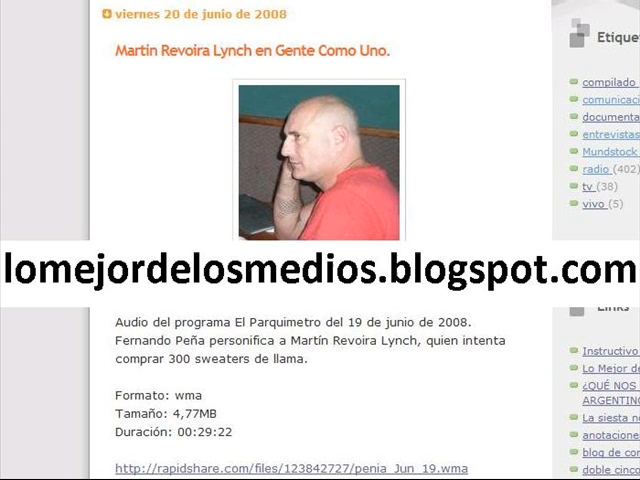 viernes 20 de junio de 2008
Martin Revoira Lynch en Gente Como Uno.
lomejordelosmedios.blogspot.com
Audio del programa El Parquimetro del 19 de junio de 2008.
Fernando Peña personifica a Martín Revoira Lynch, quien intenta
comprar 300 sweaters de llama.
Formato: wma
Tamaño: 4,77MB
Duración: 00:29:22
http://rapidshare.com/files/123842727/penia_Jun_19.wma
Etique
compilado
comunicaci
documenta
entrevistas
Mundstock
radio (402)
tv (38)
vivo (5)
Links
Instructivo
Lo Mejor de
¿QUÉ NOS
ARGENTINO
La siesta no
anotaciones
blog de con
doble cinco